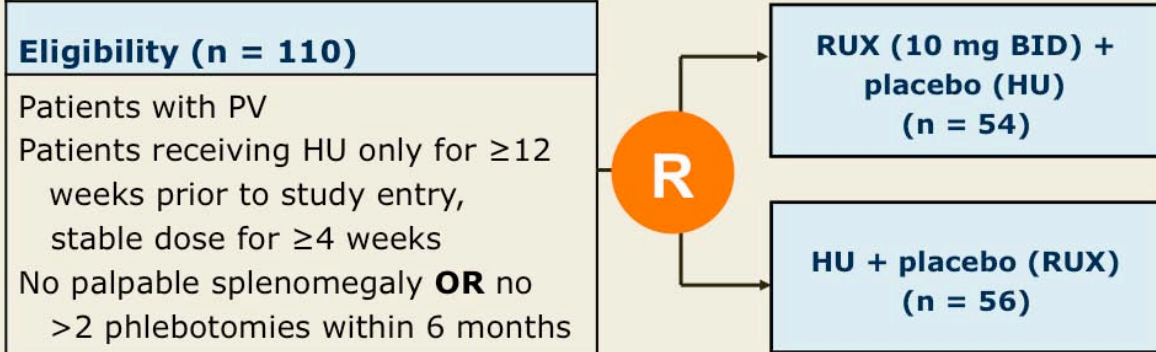 Eligibility (n = 110)
Patients with PV
Patients receiving HU only for ≥12
weeks prior to study entry,
stable dose for ≥4 weeks
No palpable splenomegaly OR no
>2 phlebotomies within 6 months
R
RUX (10 mg BID) +
placebo (HU)
(n = 54)
HU + placebo (RUX)
(n = 56)